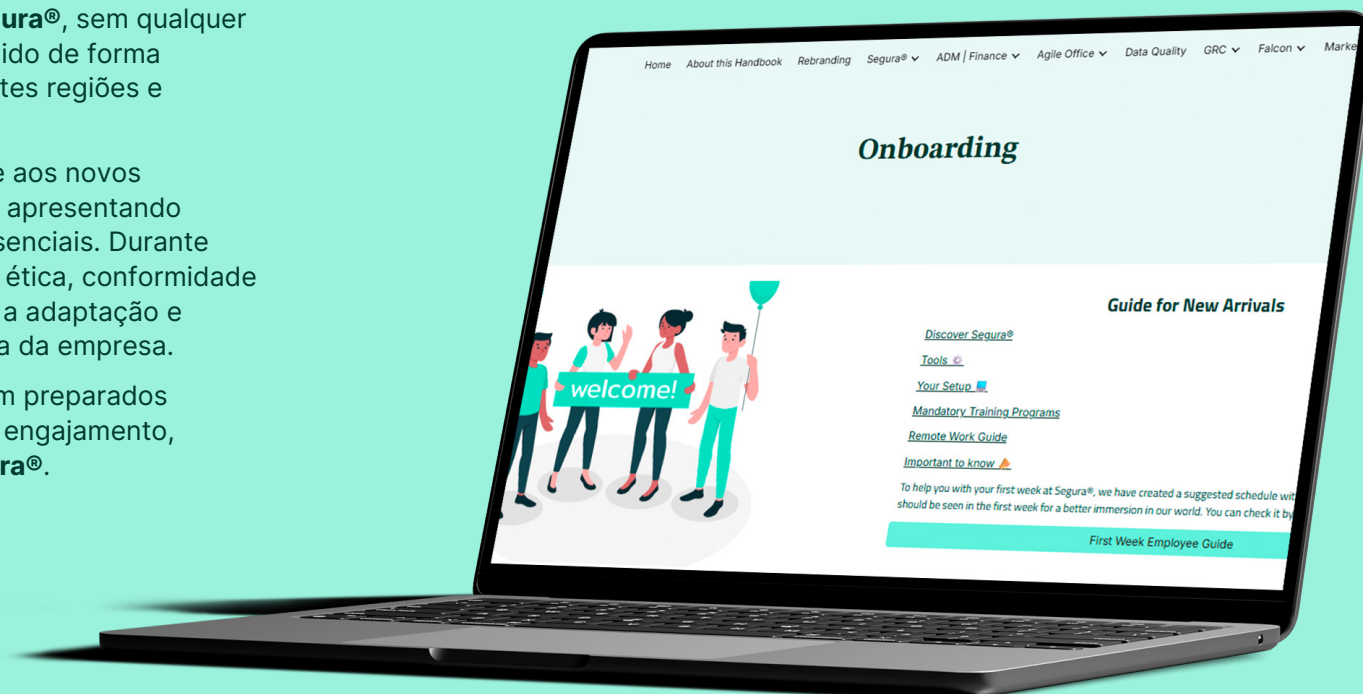 ura®, sem qualquer
ido de forma
tes regiões e
e aos novos
apresentando
senciais. Durante
ética, conformidade
a adaptação e
a da empresa.
m preparados
engajamento,
ra®.
Home About this Handbook Rebranding Segura® ADM | Finance Agile Office Data Quality GRC Falcon Marke
Onboarding
welcome!
Guide for New Arrivals
Discover Segura®
Tools
Your Setup
Mandatory Training Programs
Remote Work Guide
Important to know
To help you with your first week at Segura®, we have created a suggested schedule wit
should be seen in the first week for a better immersion in our world. You can check it by
First Week Employee Guide